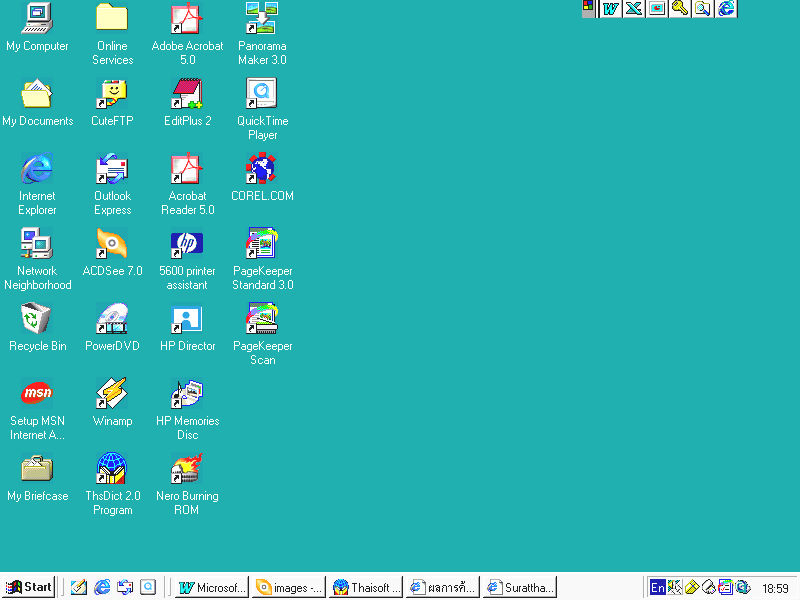 My Computer
Online
Services
Adobe Acrobat
5.0
Panorama
Maker 3.0
My Documents
CuteFTP
EditPlus 2
QuickTime
Player
Internet
Explorer
Outlook
Express
Acrobat
Reader 5.0
COREL.COM
Network
Neighborhood
ACDSee 7.0
hp
5600 printer
assistant
PageKeeper
Standard 3.0
Recycle Bin
PowerDVD
HP Director
PageKeeper
Scan
msn
Setup MSN
Internet A...
Winamp
HP Memories
Disc
My Briefcase
ThsDict 2.0
Program
Nero Burning
ROM
Start
Microsof...
images -...
Thaisoft ...
ผลการค้...
Surattha...
En
18:59